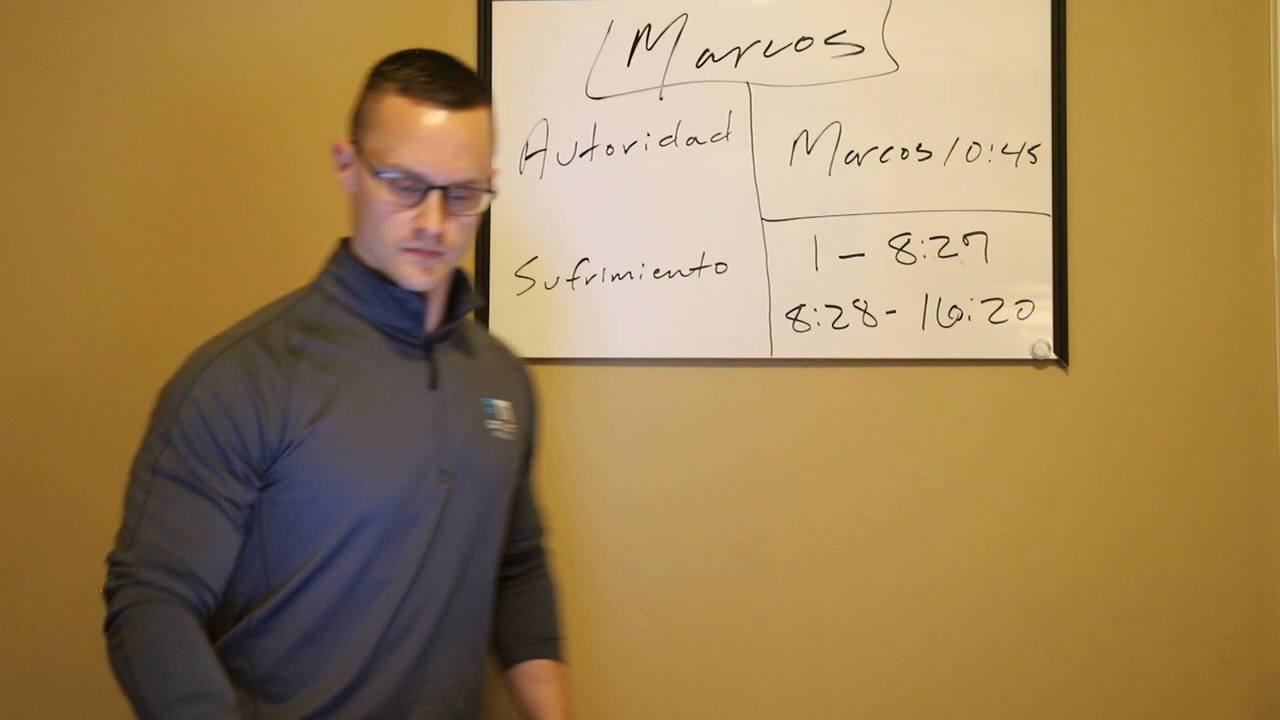 Marcos
Autoridad
Sufrimiento
Marcos 10:45
1 - 8:27
8:28 - 16:20